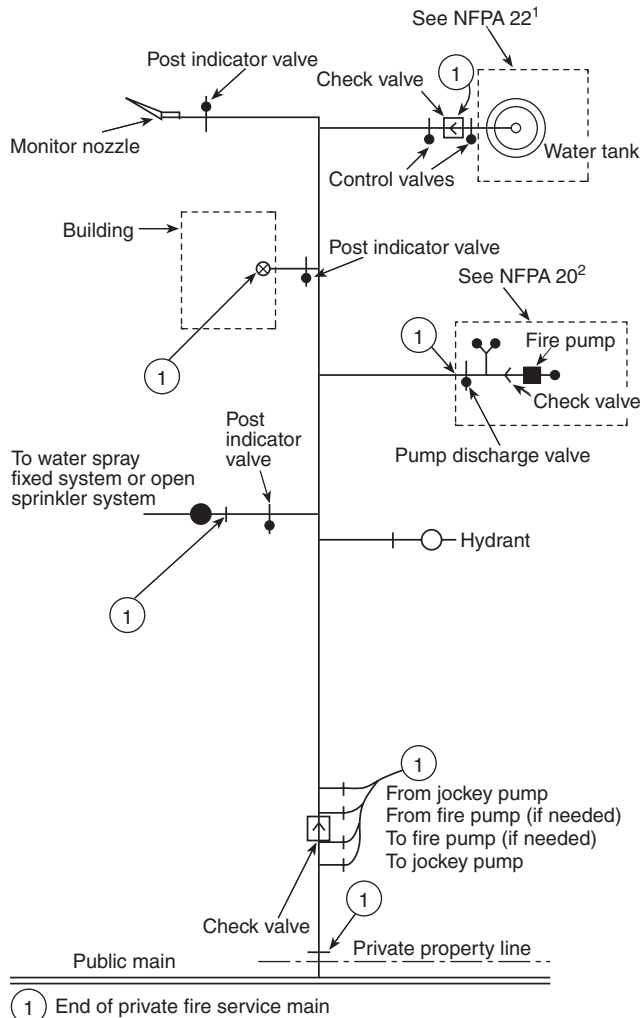 See NFPA 22¹
Post indicator valve
Check valve
1
Monitor nozzle
Water tank
Control valves
Building
Post indicator valve
See NFPA 20²
1
1
Fire pump
Check valve
Post
indicator
valve
Pump discharge valve
To water spray
fixed system or open
sprinkler system
Hydrant
1
1
From jockey pump
From fire pump (if needed)
To fire pump (if needed)
To jockey pump
Check valve
1
Public main
Private property line
1 End of private fire service main